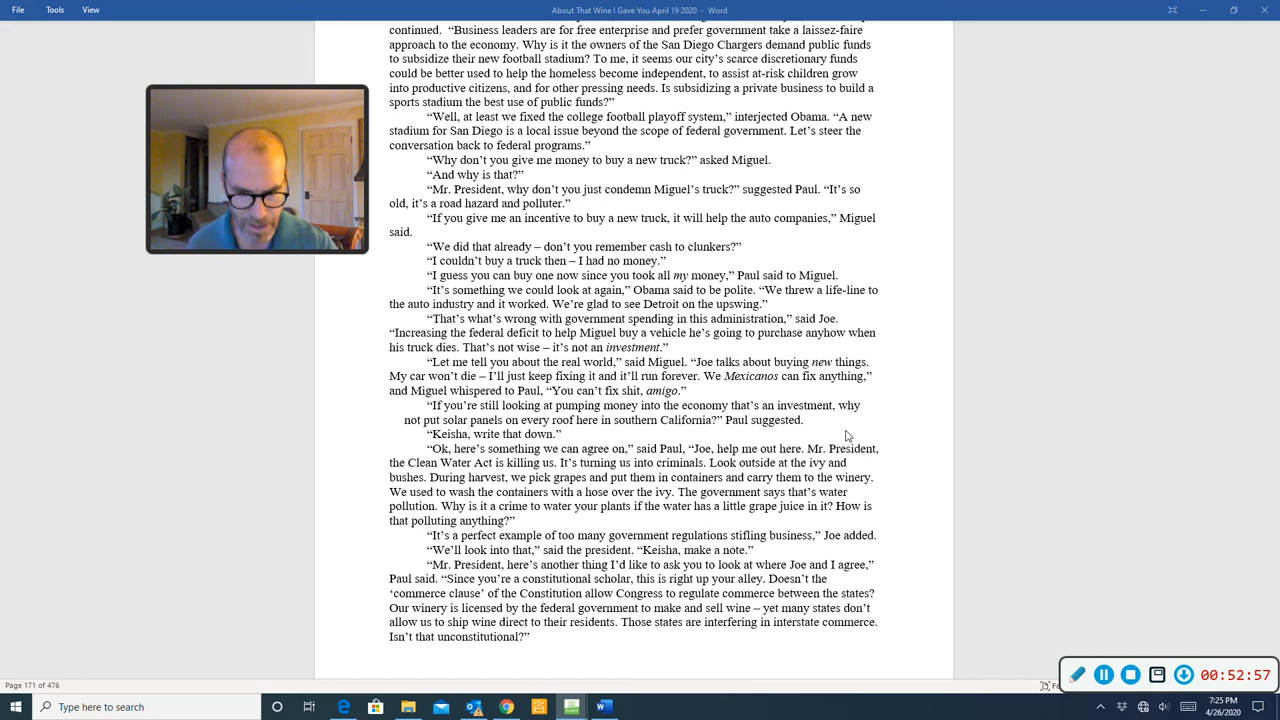 File
Tools
View
About That Wine I Gave You April 19 2020 - Word
continued. “Business leaders are for free enterprise and prefer government take a laissez-faire
approach to the economy. Why is it the owners of the San Diego Chargers demand public funds
to subsidize their new football stadium? To me, it seems our city’s scarce discretionary funds
could be better used to help the homeless become independent, to assist at-risk children grow
into productive citizens, and for other pressing needs. Is subsidizing a private business to build a
sports stadium the best use of public funds?”
“Well, at least we fixed the college football playoff system,” interjected Obama. “A new
stadium for San Diego is a local issue beyond the scope of federal government. Let’s steer the
conversation back to federal programs.”
“Why don’t you give me money to buy a new truck?” asked Miguel.
“And why is that?”
“Mr. President, why don’t you just condemn Miguel’s truck?” suggested Paul. “It’s so
old, it’s a road hazard and polluter.”
“If you give me an incentive to buy a new truck, it will help the auto companies,” Miguel
said.
“We did that already – don’t you remember cash to clunkers?”
“I couldn’t buy a truck then – I had no money.”
“I guess you can buy one now since you took all my money,” Paul said to Miguel.
“It’s something we could look at again,” Obama said to be polite. “We threw a life-line to
the auto industry and it worked. We’re glad to see Detroit on the upswing.”
“That’s what’s wrong with government spending in this administration,” said Joe.
“Increasing the federal deficit to help Miguel buy a vehicle he’s going to purchase anyhow when
his truck dies. That’s not wise – it’s not an investment.”
“Let me tell you about the real world,” said Miguel. “Joe talks about buying new things.
My car won’t die – I’ll just keep fixing it and it’ll run forever. We Mexicanos can fix anything,”
and Miguel whispered to Paul, “You can’t fix shit, amigo.”
“If you’re still looking at pumping money into the economy that’s an investment, why
not put solar panels on every roof here in southern California?” Paul suggested.
“Keisha, write that down.”
“Ok, here’s something we can agree on,” said Paul, “Joe, help me out here. Mr. President,
the Clean Water Act is killing us. It’s turning us into criminals. Look outside at the ivy and
bushes. During harvest, we pick grapes and put them in containers and carry them to the winery.
We used to wash the containers with a hose over the ivy. The government says that’s water
pollution. Why is it a crime to water your plants if the water has a little grape juice in it? How is
that polluting anything?”
“It’s a perfect example of too many government regulations stifling business,” Joe added.
“We’ll look into that,” said the president. “Keisha, make a note.”
“Mr. President, here’s another thing I’d like to ask you to look at where Joe and I agree,”
Paul said. “Since you’re a constitutional scholar, this is right up your alley. Doesn’t the
‘commerce clause’ of the Constitution allow Congress to regulate commerce between the states?
Our winery is licensed by the federal government to make and sell wine – yet many states don’t
allow us to ship wine direct to their residents. Those states are interfering in interstate commerce.
Isn’t that unconstitutional?”
00:52:57
Page 171 of 476
Type here to search
7:25 PM
4/26/2020